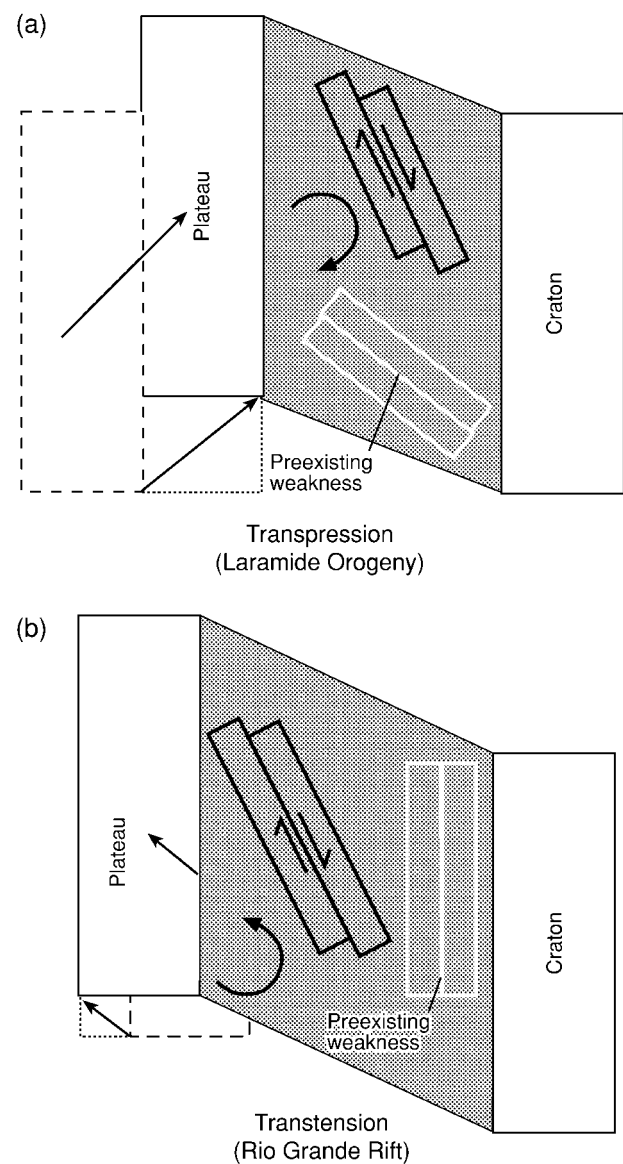 (a)
Plateau
Craton
Preexisting
weakness
Transpression
(Laramide Orogeny)
(b)
Plateau
Craton
Preexisting
weakness
Transtension
(Rio Grande Rift)